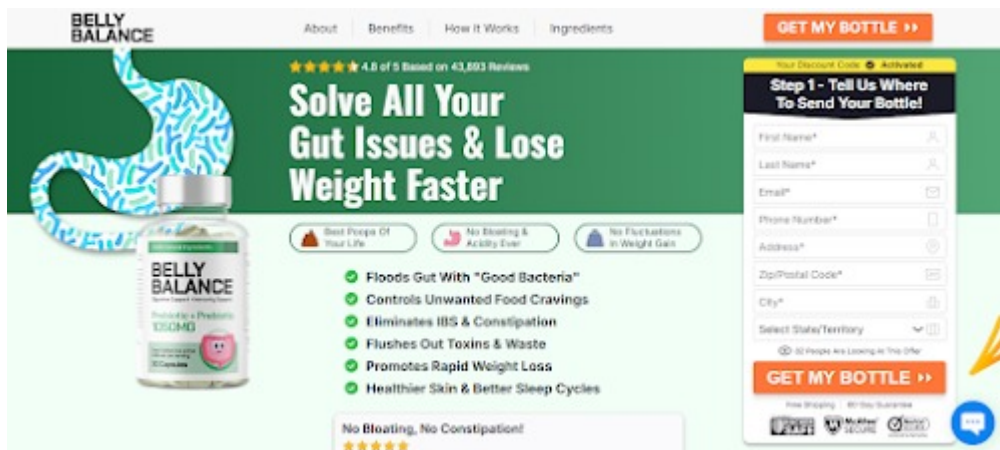 BELLY
BALANCE
About
Benefits
How It Works
Ingredients
GET MY BOTTLE
4.8 of 5 Based on 43,893 Reviews
Solve All Your
Gut Issues & Lose
Weight Faster
Best Poops Of
Your Life
No Bloating &
Acidity Ever
No Fluctuations
in Weight Gain
Floods Gut With "Good Bacteria"
Controls Unwanted Food Cravings
Eliminates IBS & Constipation
Flushes Out Toxins & Waste
Promotes Rapid Weight Loss
Healthier Skin & Better Sleep Cycles
No Bloating, No Constipation!
BELLY
BALANCE
Probiotic + Prebiotic
1050MG
Capsules
Your Discount Code Activated
Step 1 - Tell Us Where
To Send Your Bottle!
First Name*
Last Name*
Email*
Phone Number*
Address*
Zip/Postal Code*
City*
Select State/Territory
People Are Looking At This Offer
GET MY BOTTLE
Free Shipping
Day Guarantee
McAfee
SECURE